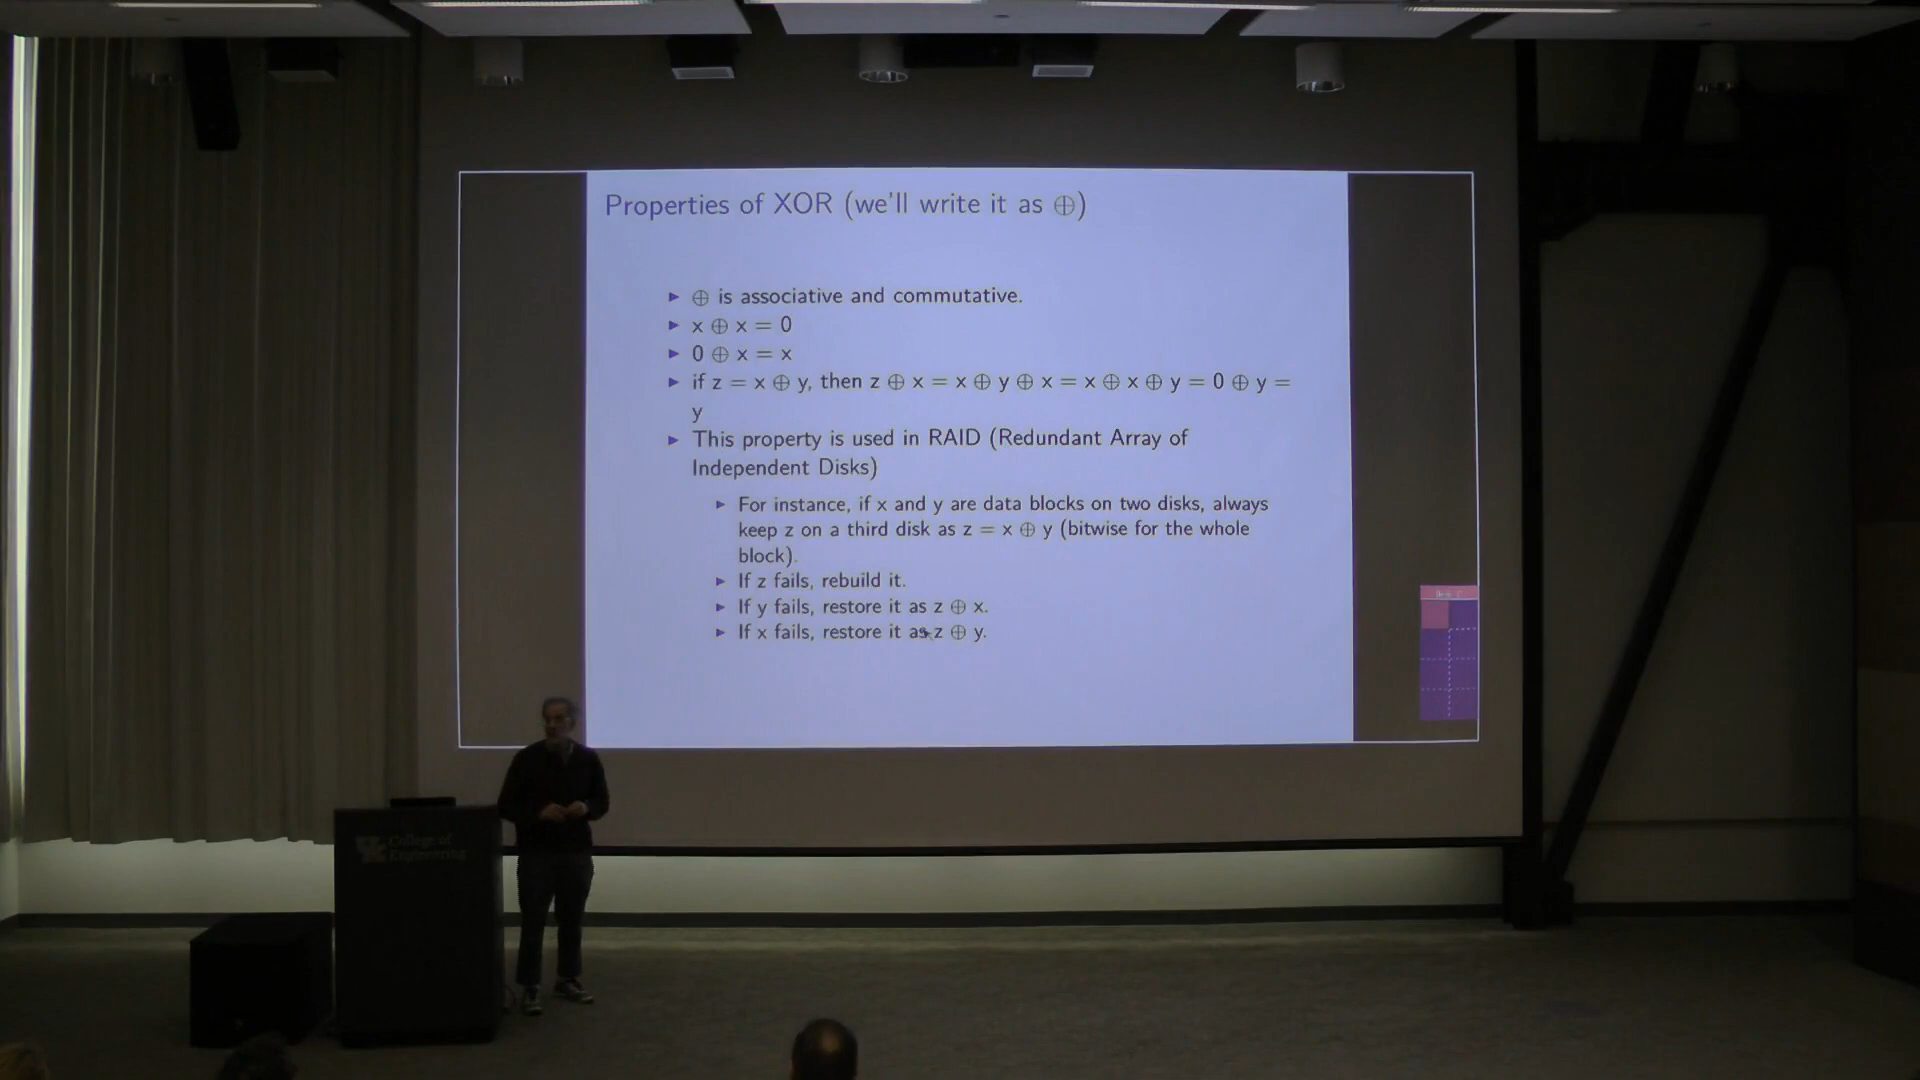 Properties of XOR (we'll write it as ⊕)
▶ ⊕ is associative and commutative.
▶ x ⊕ x = 0
▶ 0 ⊕ x = x
▶ if z = x ⊕ y, then z ⊕ x = x ⊕ y ⊕ x = x ⊕ x ⊕ y = 0 ⊕ y =
y
▶ This property is used in RAID (Redundant Array of
Independent Disks)
▶ For instance, if x and y are data blocks on two disks, always
keep z on a third disk as z = x ⊕ y (bitwise for the whole
block).
▶ If z fails, rebuild it.
▶ If y fails, restore it as z ⊕ x.
▶ If x fails, restore it as z ⊕ y.
College of
Engineering